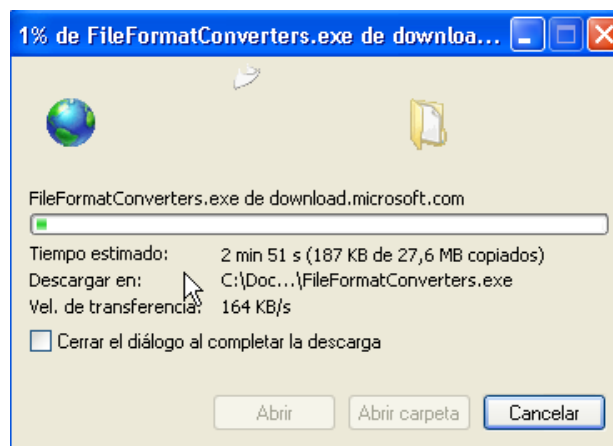 1% de FileFormatConverters.exe de downloa...
FileFormatConverters.exe de download.microsoft.com
Tiempo estimado: 2 min 51 s (187 KB de 27,6 MB copiados)
Descargar en: C:\Doc...\FileFormatConverters.exe
Vel. de transferencia: 164 KB/s
Cerrar el diálogo al completar la descarga
Abrir Abrir carpeta Cancelar